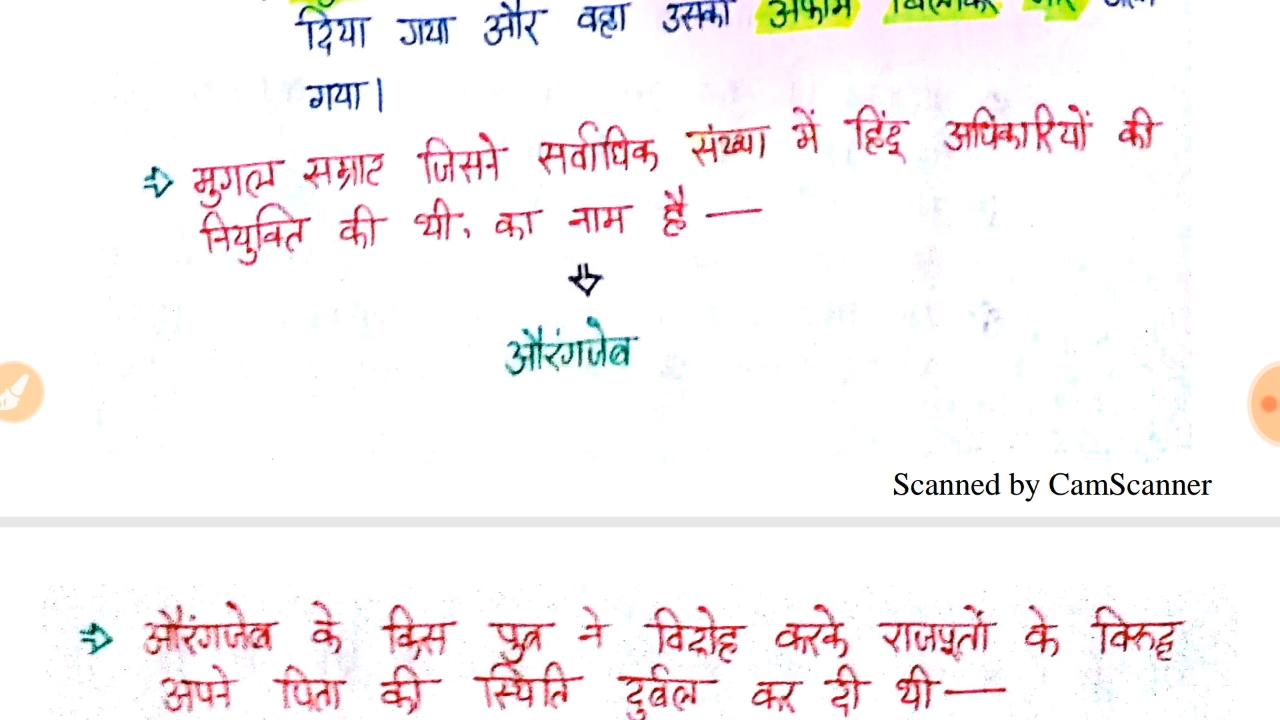 दिया गया और वहा उसको अफीम खिलाकर मार
गया।
⇒ मुगल सम्राट जिसने सर्वाधिक संख्या में हिंदू अधिकारियों की
नियुक्ति की थी, का नाम है —
औरंगजेब
Scanned by CamScanner
⇒ औरंगजेब के किस पुत्र ने विद्रोह करके राजपूतों के विरुद्ध
अपने पिता की स्थिति दुर्बल कर दी थी —